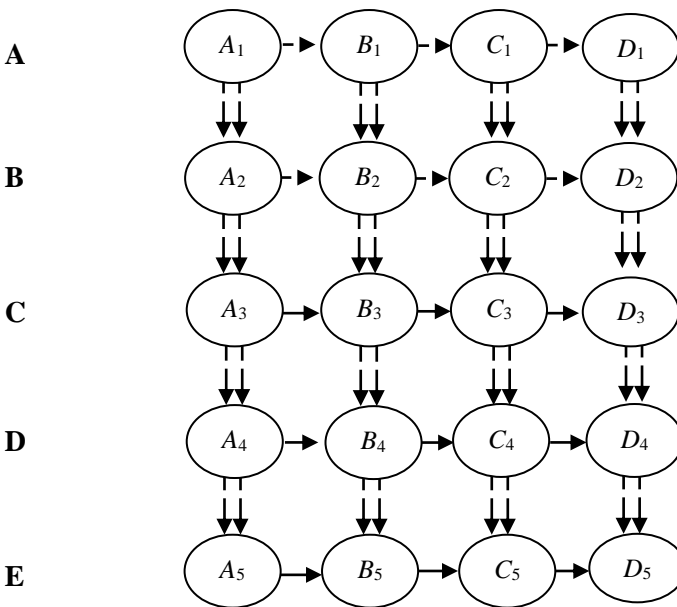 A A₁ B₁ C₁ D₁
B A₂ B₂ C₂ D₂
C A₃ B₃ C₃ D₃
D A₄ B₄ C₄ D₄
E A₅ B₅ C₅ D₅